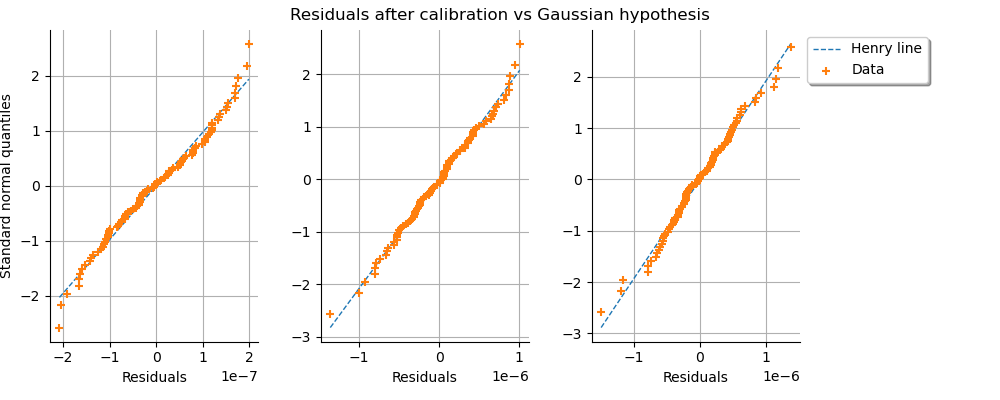 Residuals after calibration vs Gaussian hypothesis
Standard normal quantiles
2
1
0
−1
−2
−2
−1
0
1
2
1e−7
Residuals
2
1
0
−1
−2
−3
−1
0
1
1e−6
Residuals
2
1
0
−1
−2
−3
−1
0
1
1e−6
Residuals
Henry line
Data